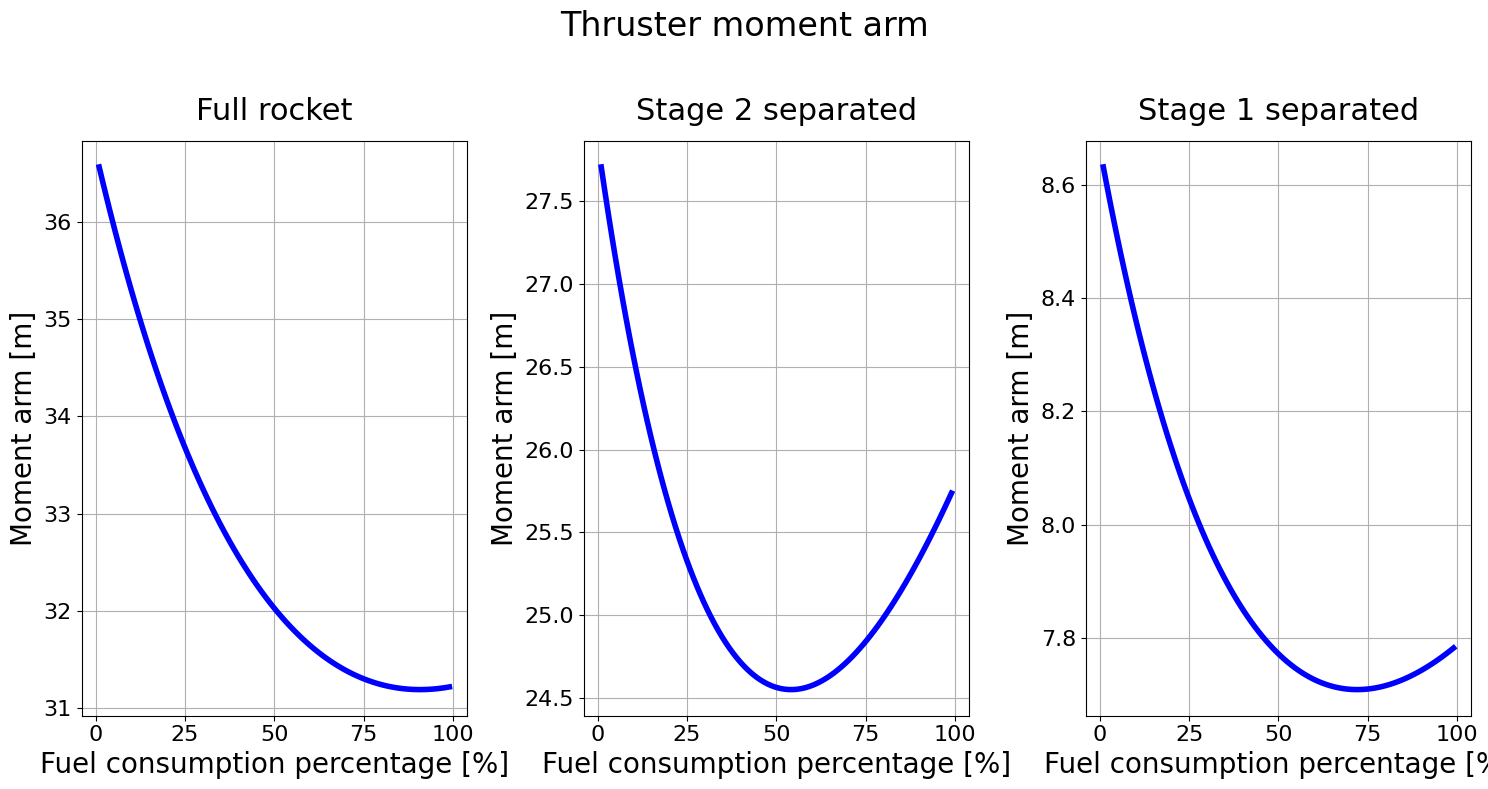 Thruster moment arm
Full rocket
36
35
34
33
32
31
0 25 50 75 100
Moment arm [m]
Fuel consumption percentage [%]
Stage 2 separated
27.5
27.0
26.5
26.0
25.5
25.0
24.5
0 25 50 75 100
Moment arm [m]
Fuel consumption percentage [%]
Stage 1 separated
8.6
8.4
8.2
8.0
7.8
0 25 50 75 100
Moment arm [m]
Fuel consumption percentage [%